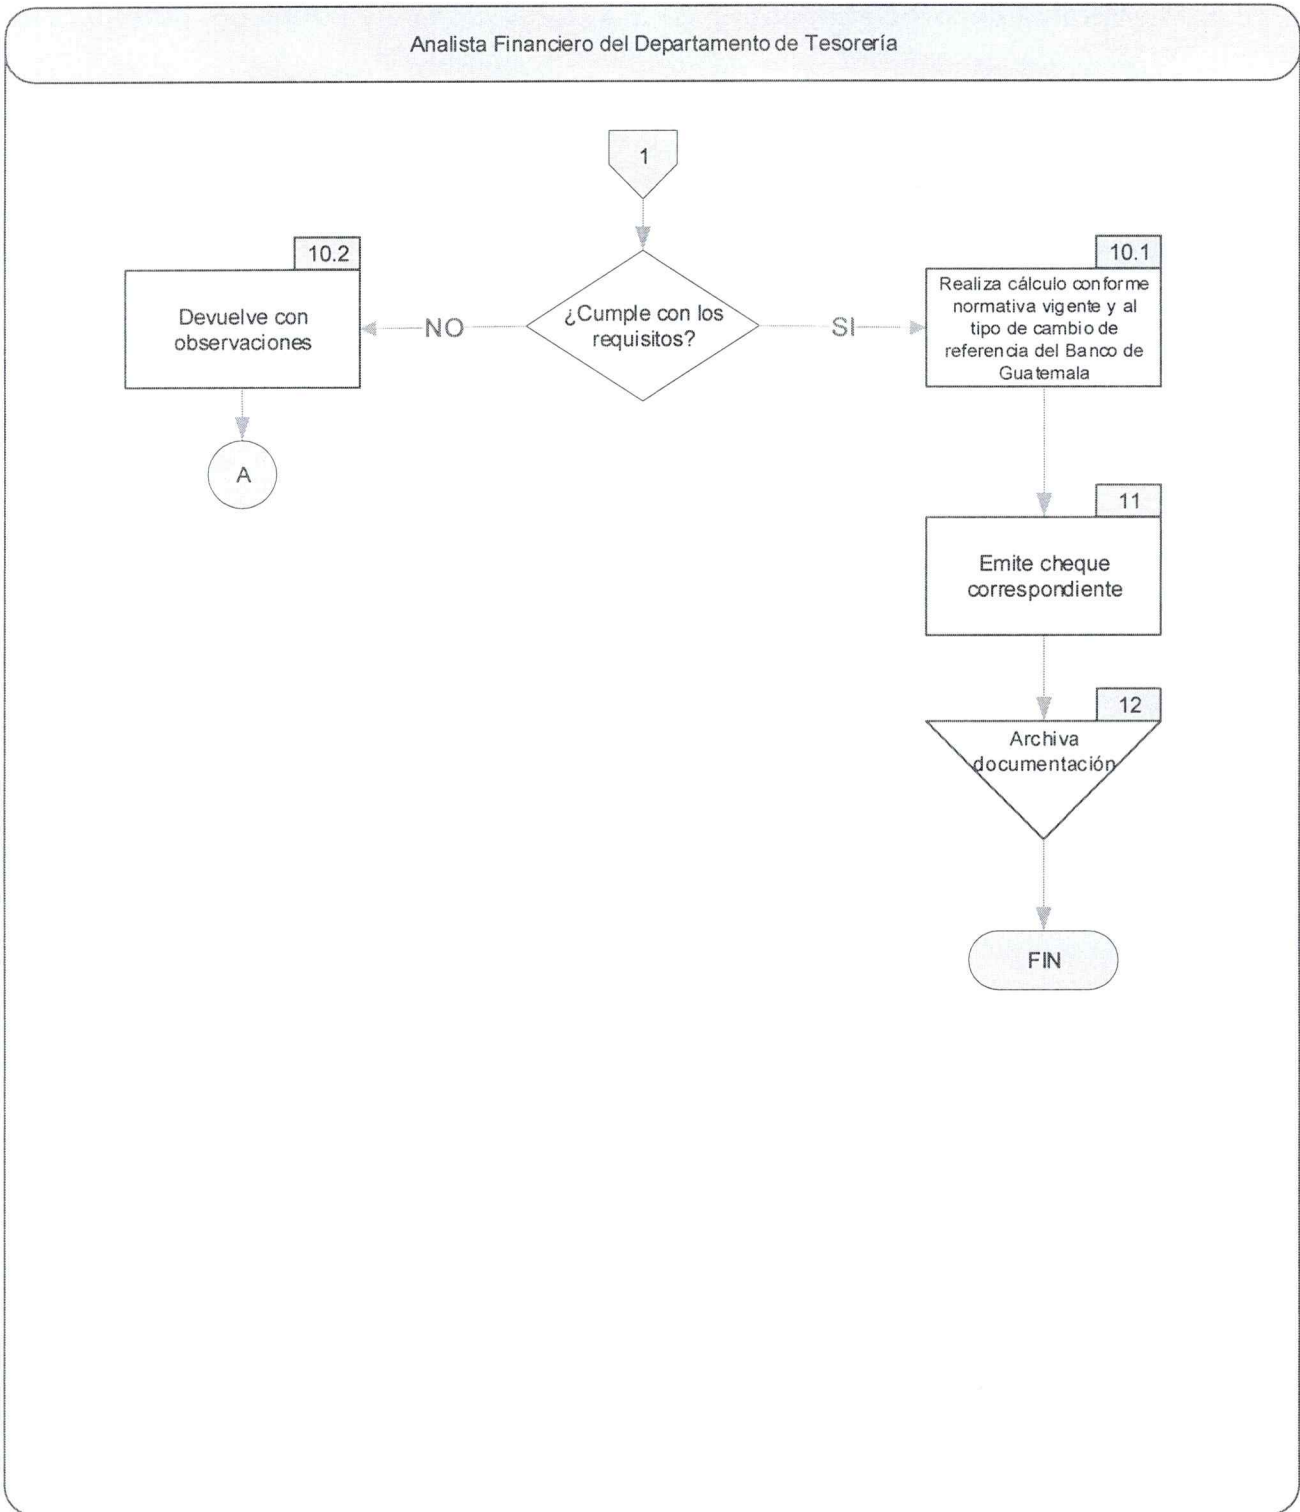 Analista Financiero del Departamento de Tesorería
1
10.2
Devuelve con
observaciones
NO
¿Cumple con los
requisitos?
SI
10.1
Realiza cálculo conforme
normativa vigente y al
tipo de cambio de
referencia del Banco de
Guatemala
A
11
Emite cheque
correspondiente
12
Archiva
documentación
FIN